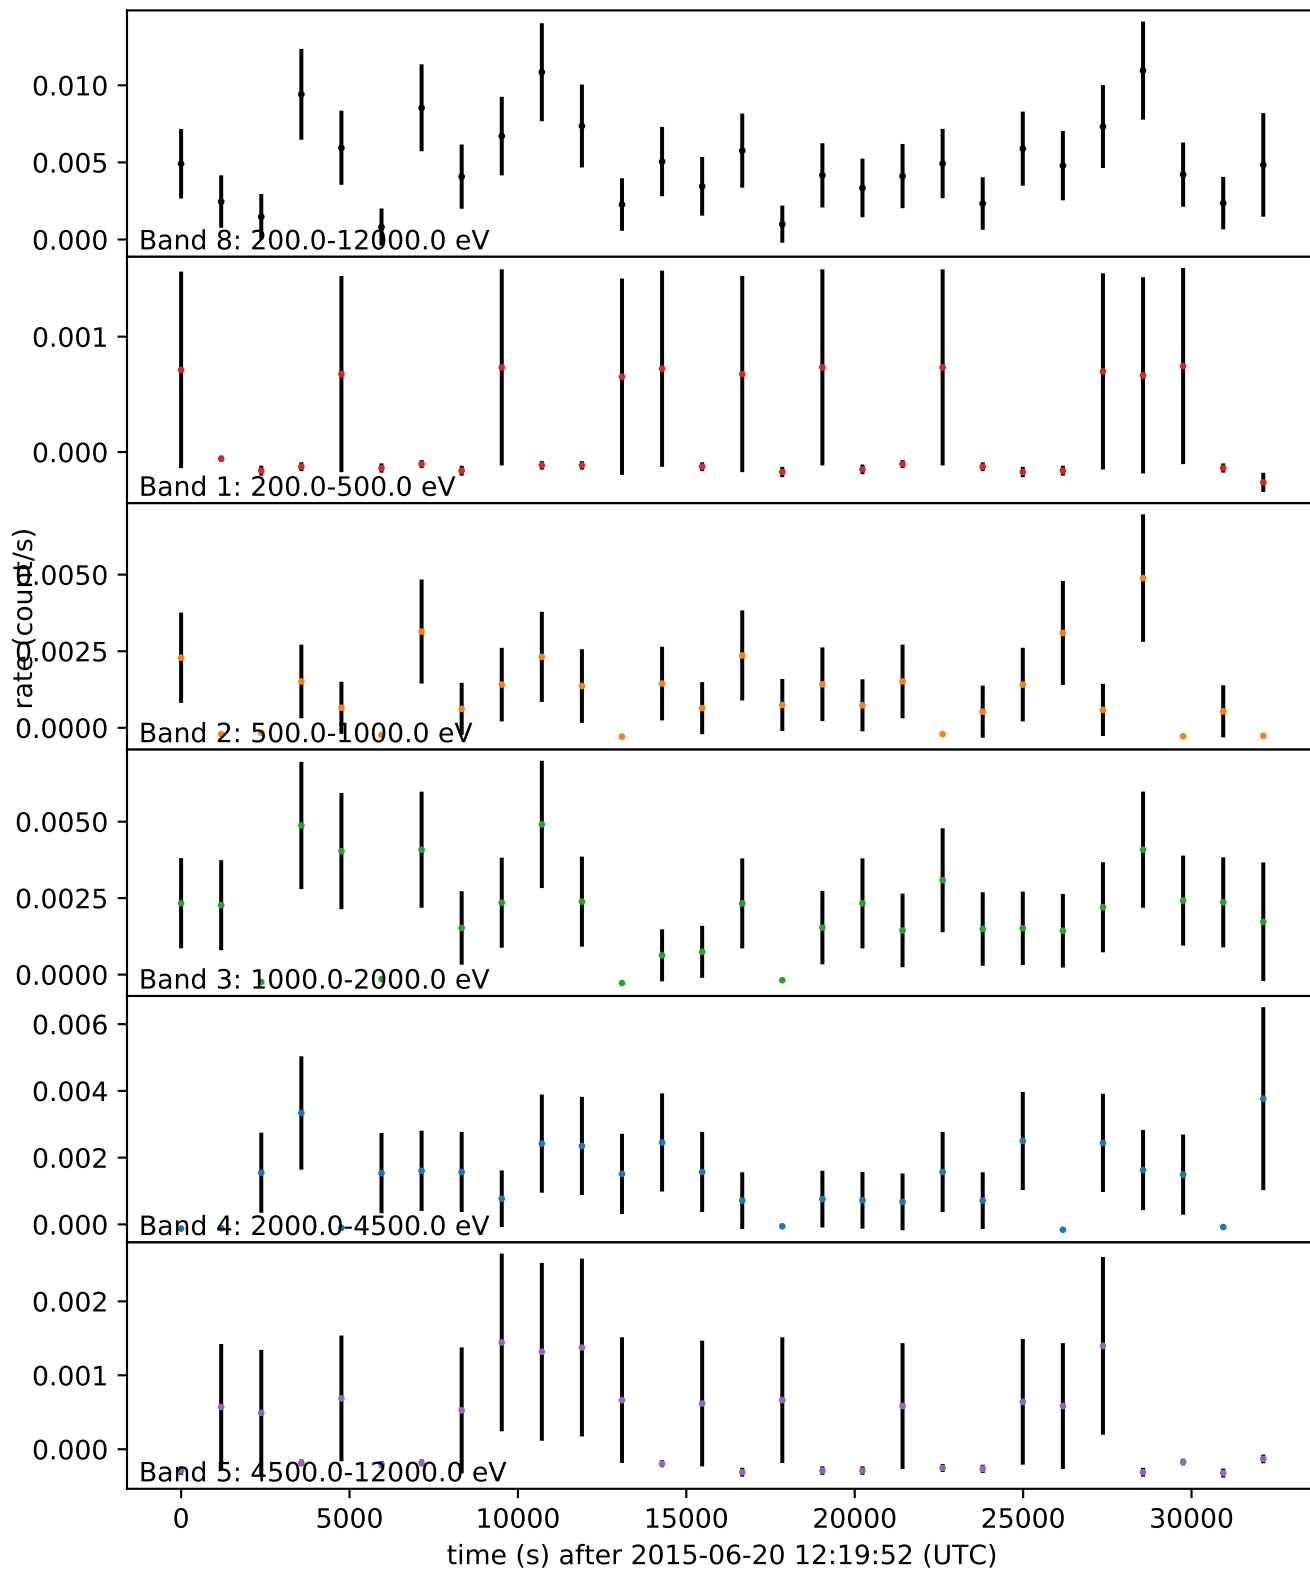 0.010
0.005
0.000
Band 8: 200.0-12000.0 eV
0.001
0.000
Band 1: 200.0-500.0 eV
rate (count/s)
0.0050
0.0025
0.0000
Band 2: 500.0-1000.0 eV
0.0050
0.0025
0.0000
Band 3: 1000.0-2000.0 eV
0.006
0.004
0.002
0.000
Band 4: 2000.0-4500.0 eV
0.002
0.001
0.000
Band 5: 4500.0-12000.0 eV
0 5000 10000 15000 20000 25000 30000
time (s) after 2015-06-20 12:19:52 (UTC)